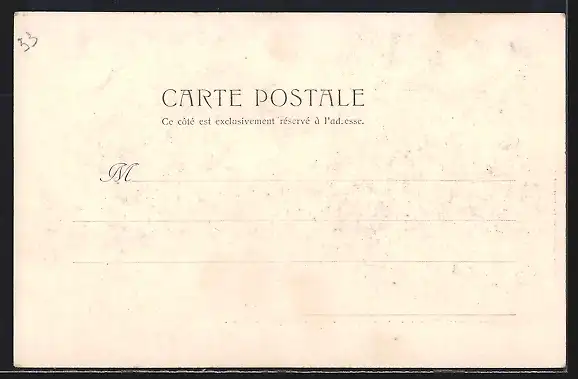 33
CARTE POSTALE
Ce côté est exclusivement réservé à l'ad.esse.
M